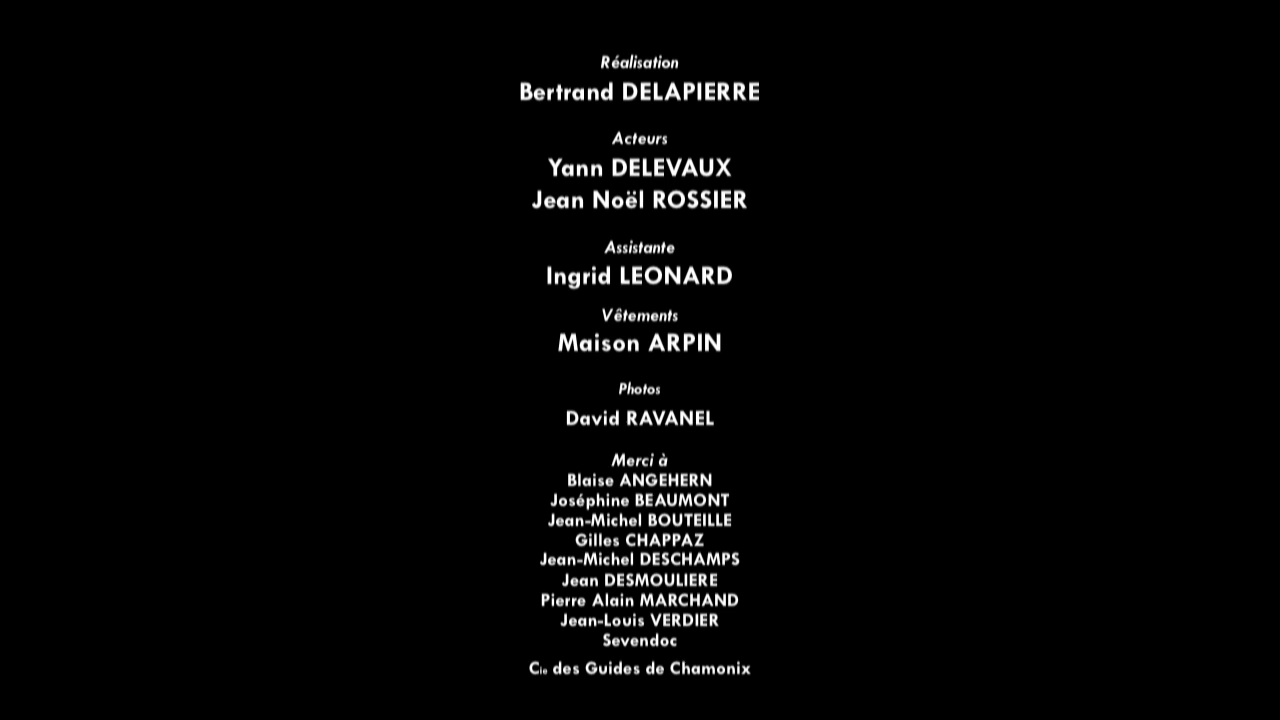 Réalisation
Bertrand DELAPIERRE
Acteurs
Yann DELEVAUX
Jean Noël ROSSIER
Assistante
Ingrid LEONARD
Vêtements
Maison ARPIN
Photos
David RAVANEL
Merci à
Blaise ANGEHERN
Joséphine BEAUMONT
Jean-Michel BOUTEILLE
Gilles CHAPPAZ
Jean-Michel DESCHAMPS
Jean DESMOULIERE
Pierre Alain MARCHAND
Jean-Louis VERDIER
Sevendoc
Cie des Guides de Chamonix